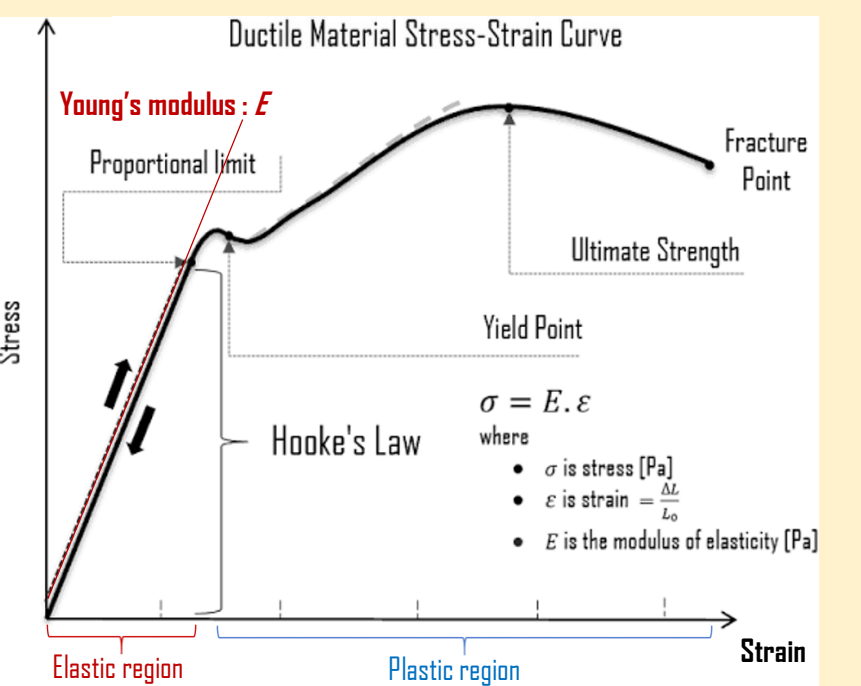 Ductile Material Stress-Strain Curve
Young's modulus : E
Proportional limit
Fracture
Point
Ultimate Strength
Yield Point
Stress
Hooke's Law
σ = E. ε
where
• σ is stress [Pa]
• ε is strain = ΔL/L₀
• E is the modulus of elasticity [Pa]
Strain
Elastic region
Plastic region